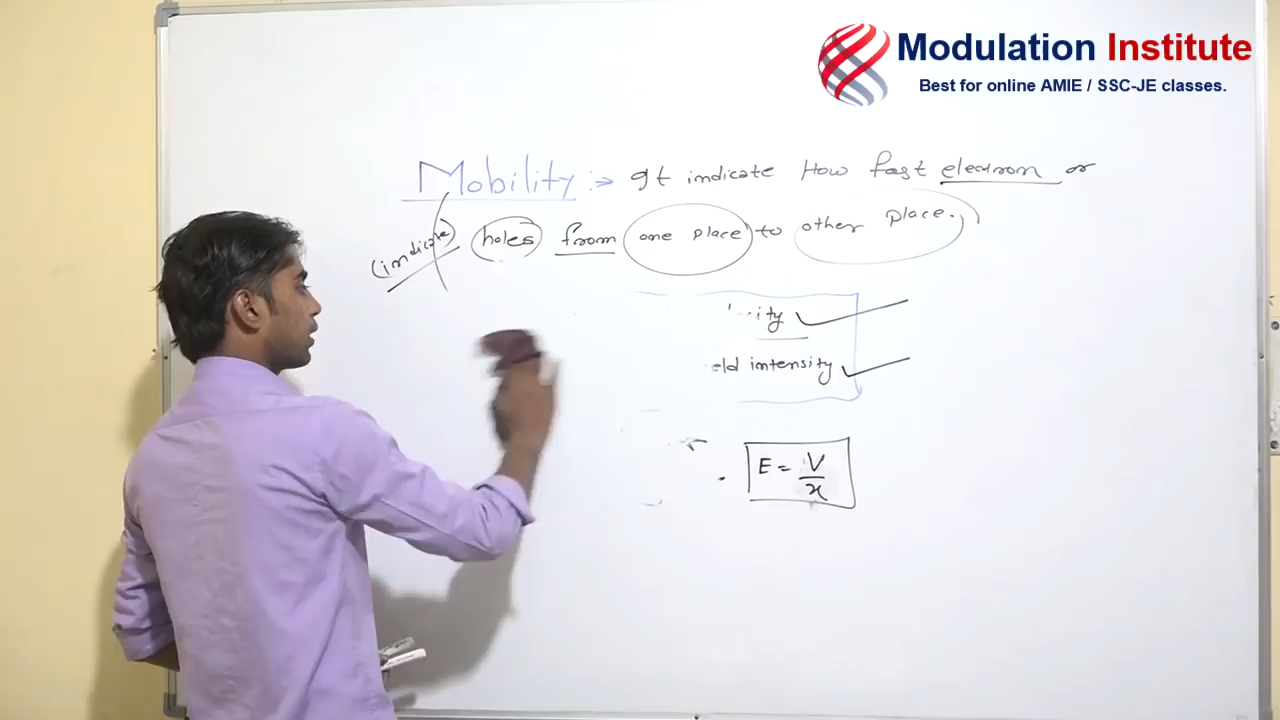 Modulation Institute
Best for online AMIE / SSC-JE classes.
Mobility :→ It indicate How fast electron or
(indicate) holes from one place to other place.
city
eld intensity
E = V/x